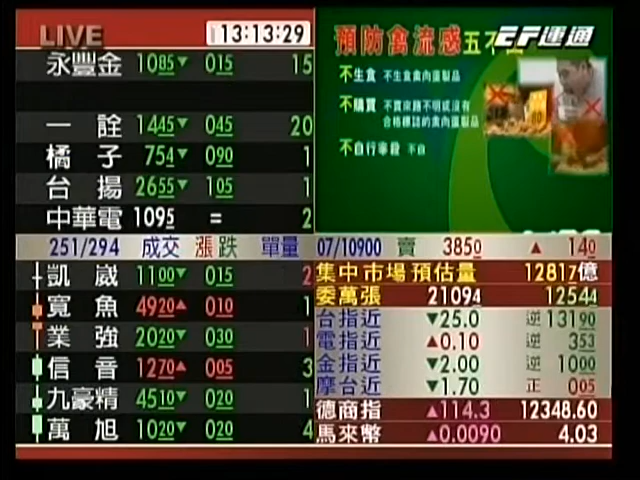 LIVE 13:13:29
永豐金 1085▼ 015 15
一詮 1445▼ 045 20
橘子 754▼ 090 1
台揚 2655▼ 105 1
中華電 1095 = 2
251/294 成交 漲跌 單量
凱崴 1100▼ 015 2
寬魚 4920▲ 010 1
業強 2020▼ 030 1
信音 1270▲ 005 3
九豪精 4510▼ 020 1
萬旭 1020▼ 020 4
預防禽流感五不
EF運通
不生食 不生食禽肉蛋製品
不購買 不買來路不明或沒有
合格標誌的禽肉蛋製品
不自行宰殺 不自
07/10900 賣 3850 ▲ 140
集中市場預估量 12817億
委萬張 21094 12544
台指近 ▼25.0 逆13190
電指近 ▲0.10 逆 353
金指近 ▼2.00 逆 1000
摩台近 ▼1.70 正 005
德商指 ▲114.3 12348.60
馬來幣 ▲0.0090 4.03